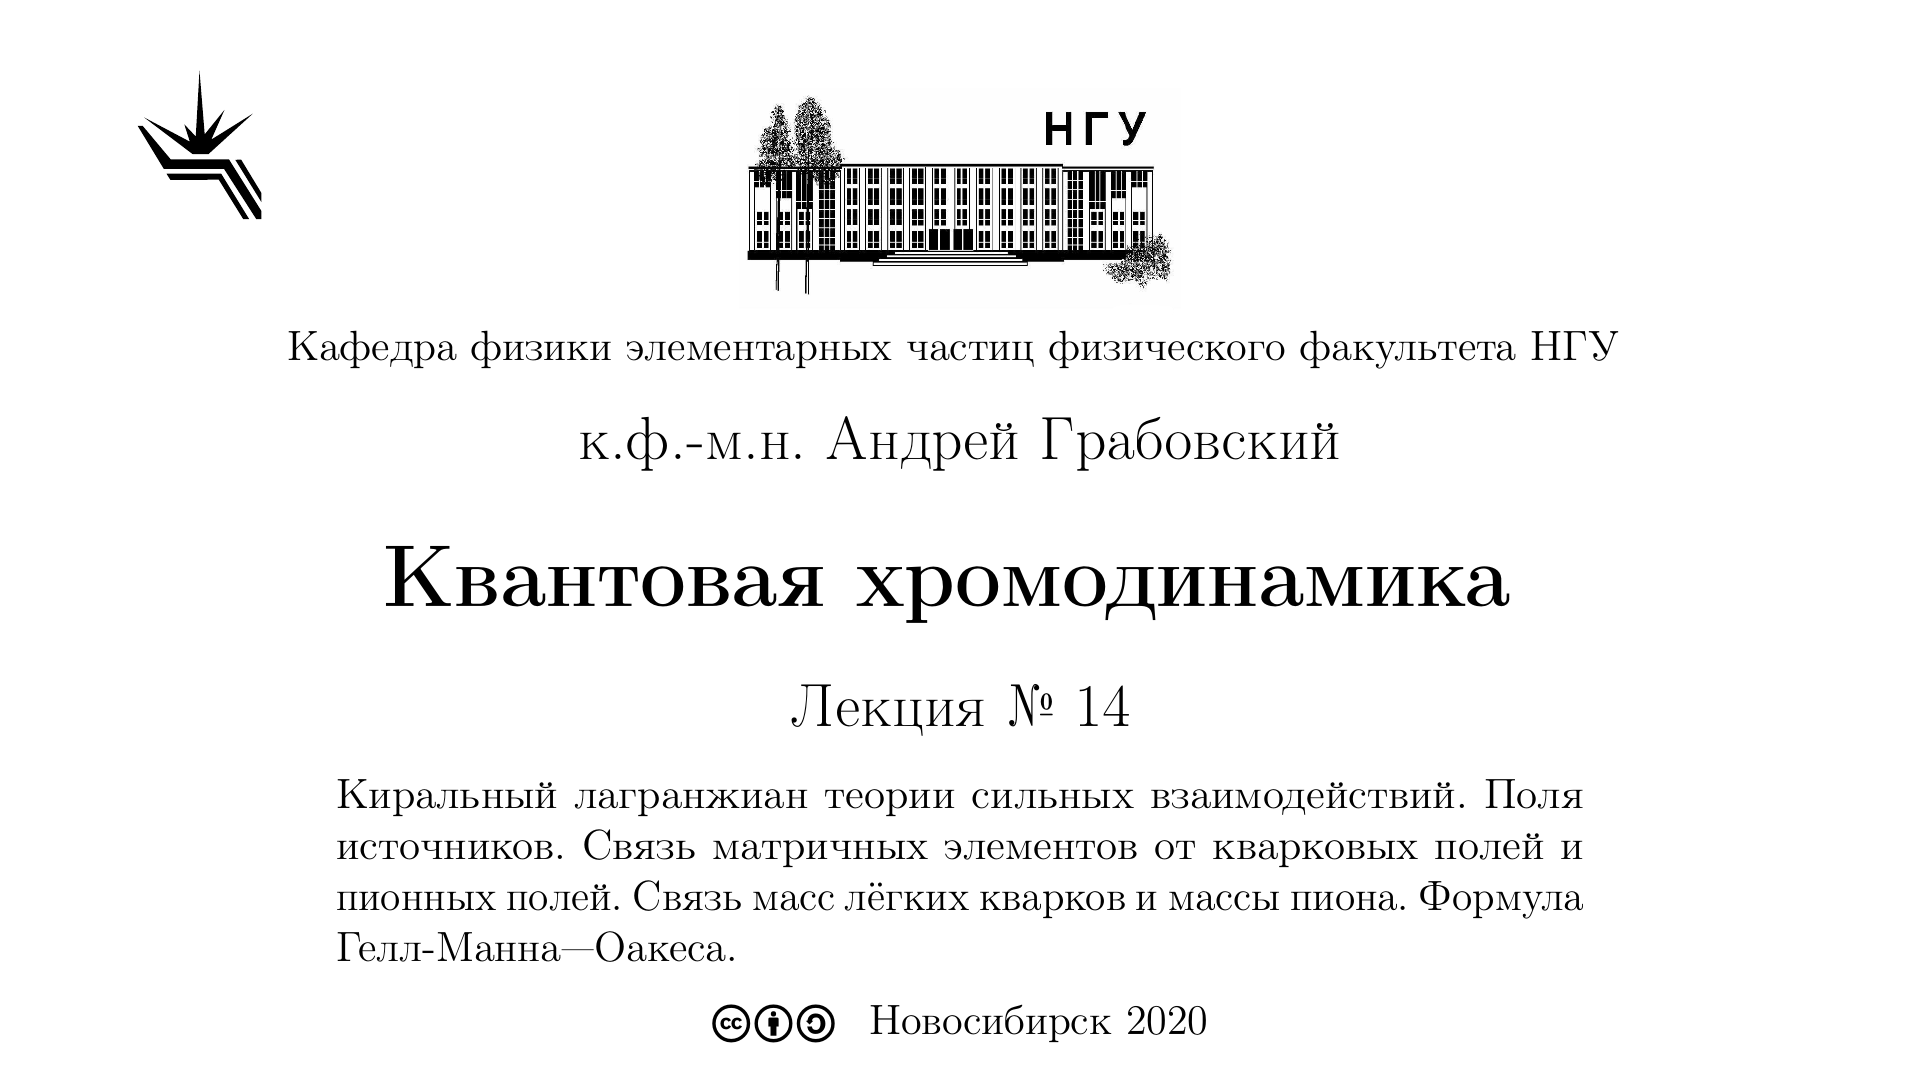 НГУ
Кафедра физики элементарных частиц физического факультета НГУ
к.ф.-м.н. Андрей Грабовский
Квантовая хромодинамика
Лекция № 14
Киральный лагранжиан теории сильных взаимодействий. Поля
источников. Связь матричных элементов от кварковых полей и
пионных полей. Связь масс лёгких кварков и массы пиона. Формула
Гелл-Манна—Оакеса.
cc Новосибирск 2020